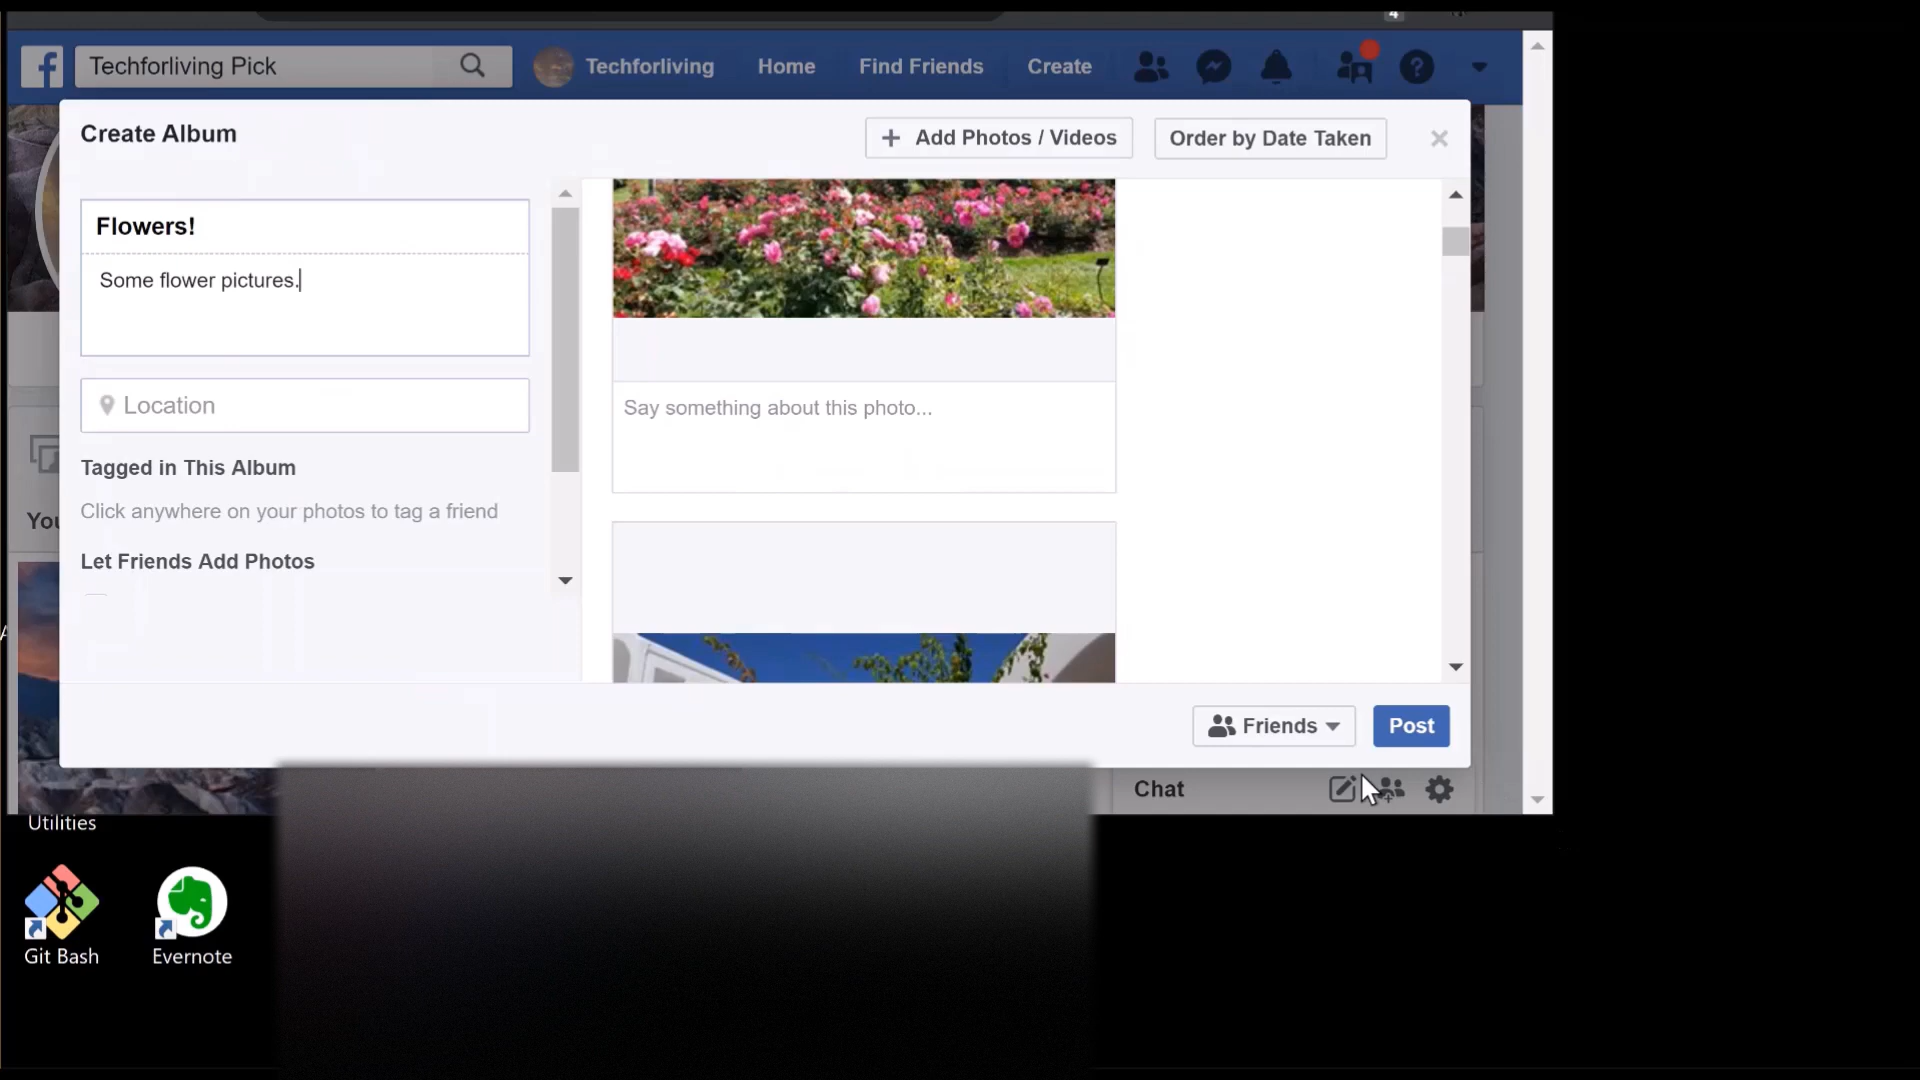 4
Techforliving Pick
Techforliving
Home
Find Friends
Create
Create Album
+ Add Photos / Videos
Order by Date Taken
Flowers!
Some flower pictures.
Location
Tagged in This Album
Click anywhere on your photos to tag a friend
Let Friends Add Photos
Say something about this photo...
You
Friends
Post
Chat
Utilities
Git Bash
Evernote